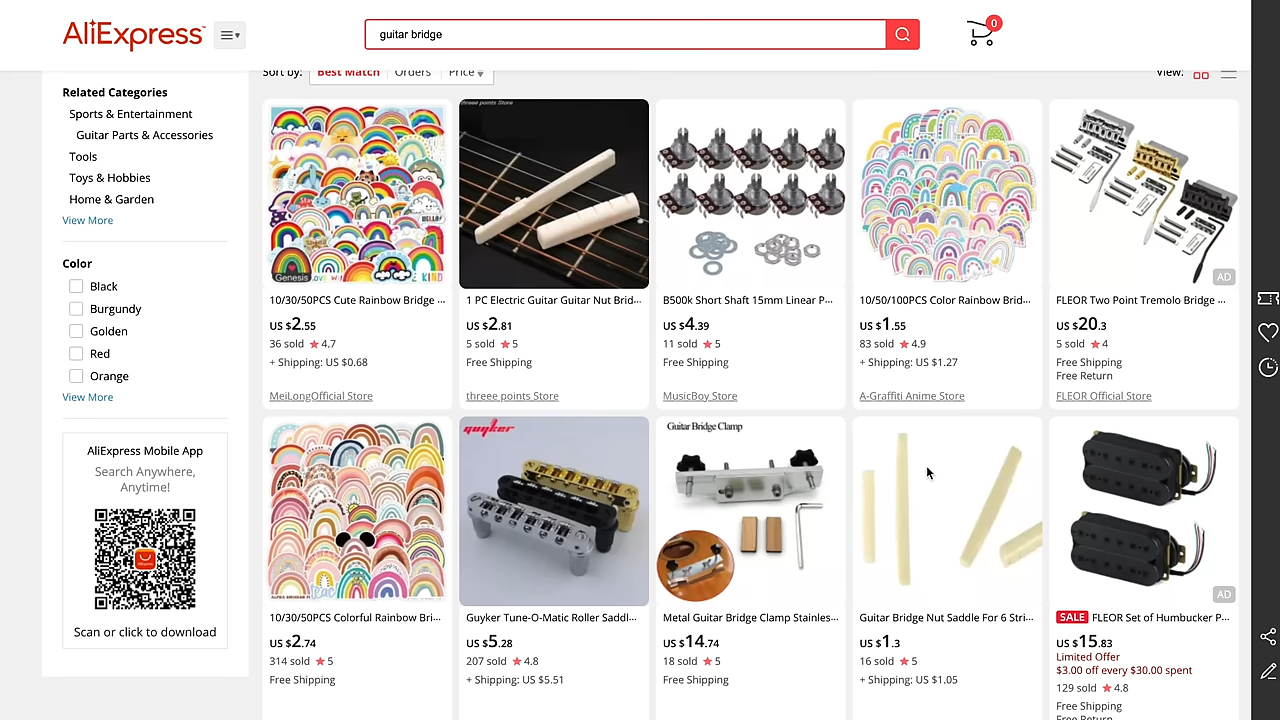 AliExpress
guitar bridge
0
Sort by: Best Match Orders Price
View:
Related Categories
Sports & Entertainment
Guitar Parts & Accessories
Tools
Toys & Hobbies
Home & Garden
View More
Color
Black
Burgundy
Golden
Red
Orange
View More
AliExpress Mobile App
Search Anywhere,
Anytime!
Scan or click to download
Genesis
10/30/50PCS Cute Rainbow Bridge ...
US $2.55
36 sold 4.7
+ Shipping: US $0.68
MeiLongOfficial Store
threee points Store
1 PC Electric Guitar Guitar Nut Brid...
US $2.81
5 sold 5
Free Shipping
threee points Store
B500k Short Shaft 15mm Linear P...
US $4.39
11 sold 5
Free Shipping
MusicBoy Store
10/50/100PCS Color Rainbow Brid...
US $1.55
83 sold 4.9
+ Shipping: US $1.27
A-Graffiti Anime Store
AD
FLEOR Two Point Tremolo Bridge ...
US $20.3
5 sold 4
Free Shipping
Free Return
FLEOR Official Store
10/30/50PCS Colorful Rainbow Bri...
US $2.74
314 sold 5
Free Shipping
guyker
Guyker Tune-O-Matic Roller Saddl...
US $5.28
207 sold 4.8
+ Shipping: US $5.51
Guitar Bridge Clamp
Metal Guitar Bridge Clamp Stainles...
US $14.74
18 sold 5
Free Shipping
Guitar Bridge Nut Saddle For 6 Stri...
US $1.3
16 sold 5
+ Shipping: US $1.05
AD
SALE FLEOR Set of Humbucker P...
US $15.83
Limited Offer
$3.00 off every $30.00 spent
129 sold 4.8
Free Shipping
Free Return